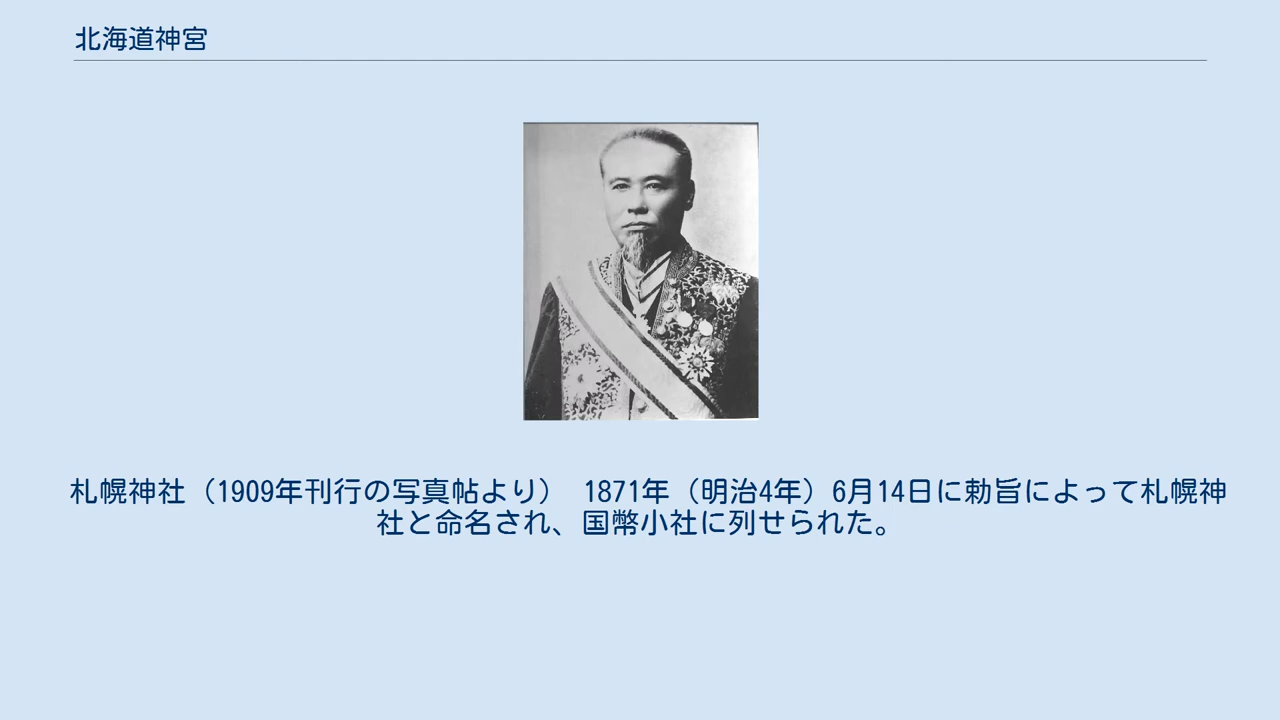 北海道神宮
札幌神社（1909年刊行の写真帖より）　1871年（明治4年）6月14日に勅旨によって札幌神
社と命名され、国幣小社に列せられた。